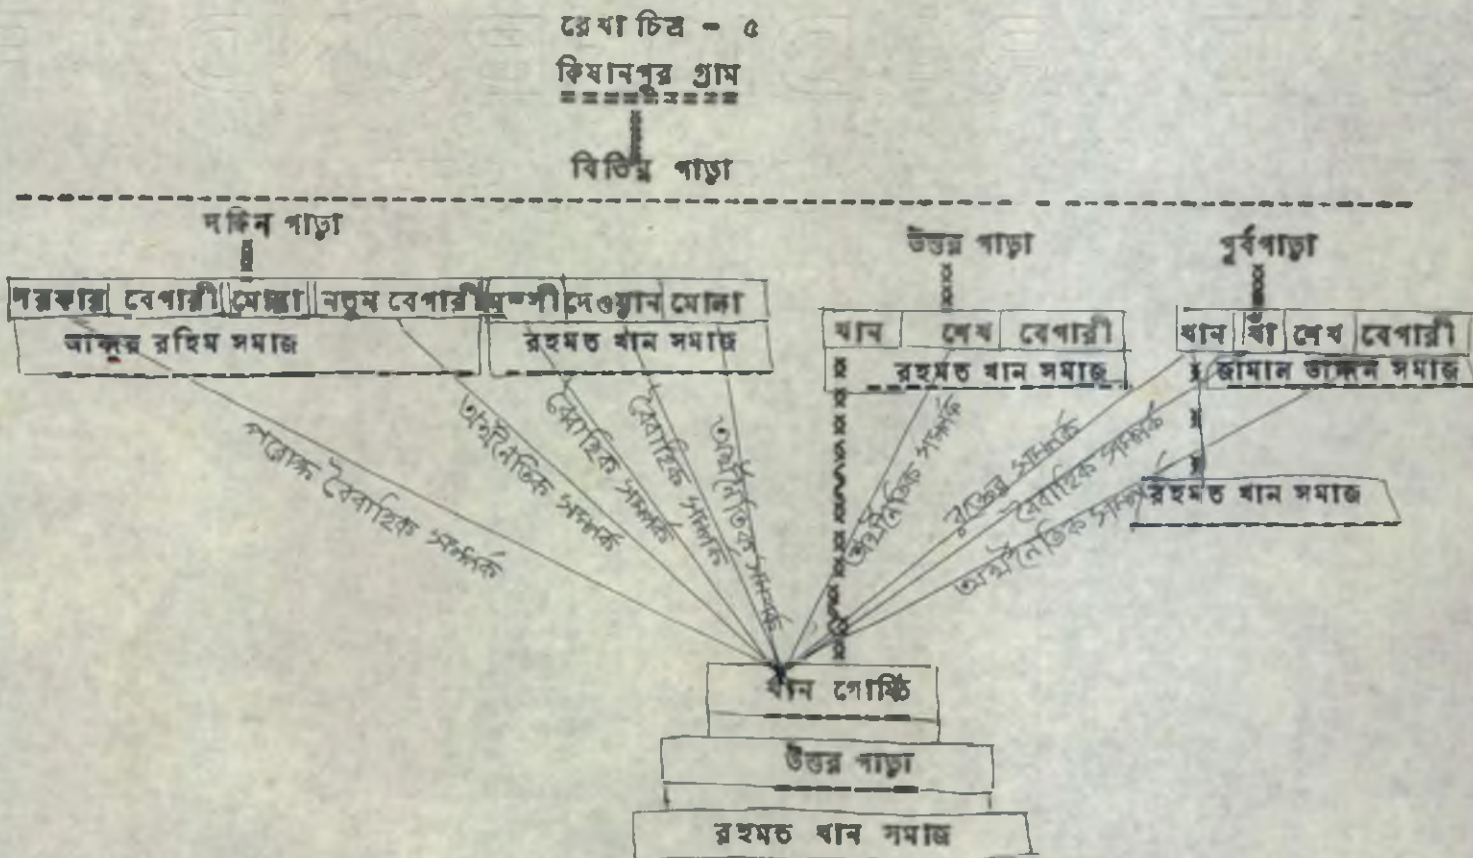 রেখা চিত্র - ৫
কিষানপুর গ্রাম
বিভিন্ন পাড়া
দক্ষিন পাড়া
উত্তর পাড়া
পূর্বপাড়া
সরকার বেপারী মোল্লা নতুন বেপারী মুন্সী দেওয়ান মোল্লা
আব্দুর রহিম সমাজ
রহমত খান সমাজ
খান শেখ বেপারী
রহমত খান সমাজ
খান খাঁ শেখ বেপারী
জামাল সমাজ
রহমত খান সমাজ
পরোক্ষ বৈবাহিক সম্পর্ক
অর্থনৈতিক সম্পর্ক
বৈবাহিক সম্পর্ক
বৈবাহিক সম্পর্ক
অর্থনৈতিক সম্পর্ক
অর্থনৈতিক সম্পর্ক
রক্তের সম্পর্ক
বৈবাহিক সম্পর্ক
অর্থনৈতিক সম্পর্ক
খান গোষ্ঠি
উত্তর পাড়া
রহমত খান সমাজ